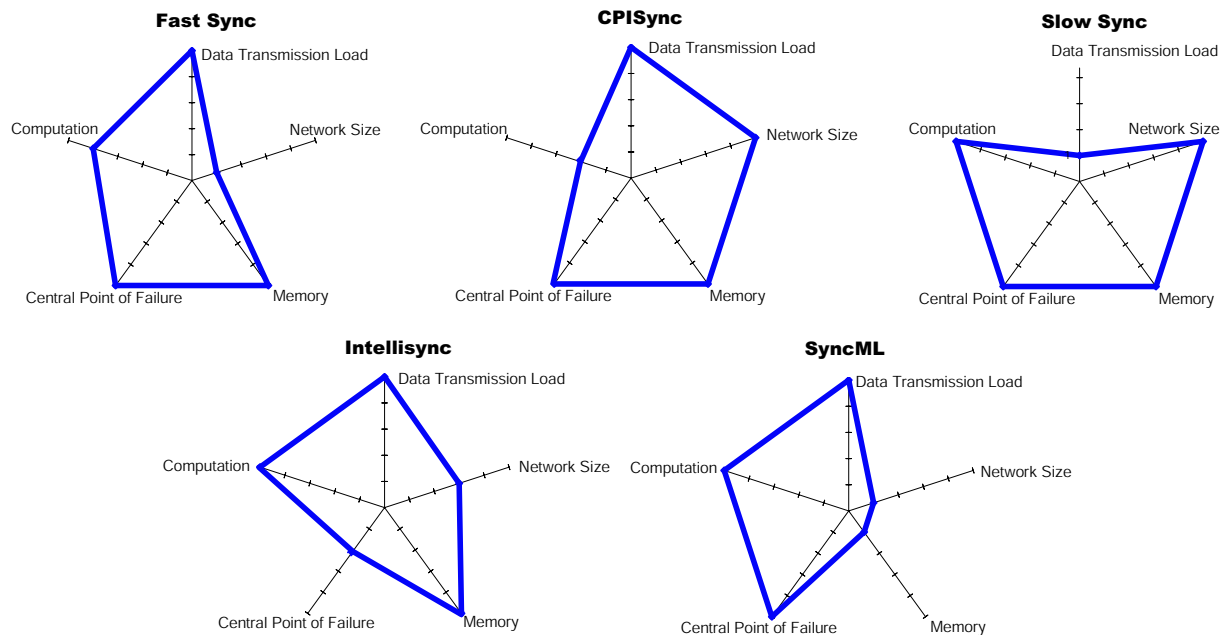 Fast Sync
Data Transmission Load
Computation
Network Size
Central Point of Failure
Memory
CPISync
Data Transmission Load
Computation
Network Size
Central Point of Failure
Memory
Slow Sync
Data Transmission Load
Computation
Network Size
Central Point of Failure
Memory
Intellisync
Data Transmission Load
Computation
Network Size
Central Point of Failure
Memory
SyncML
Data Transmission Load
Computation
Network Size
Central Point of Failure
Memory